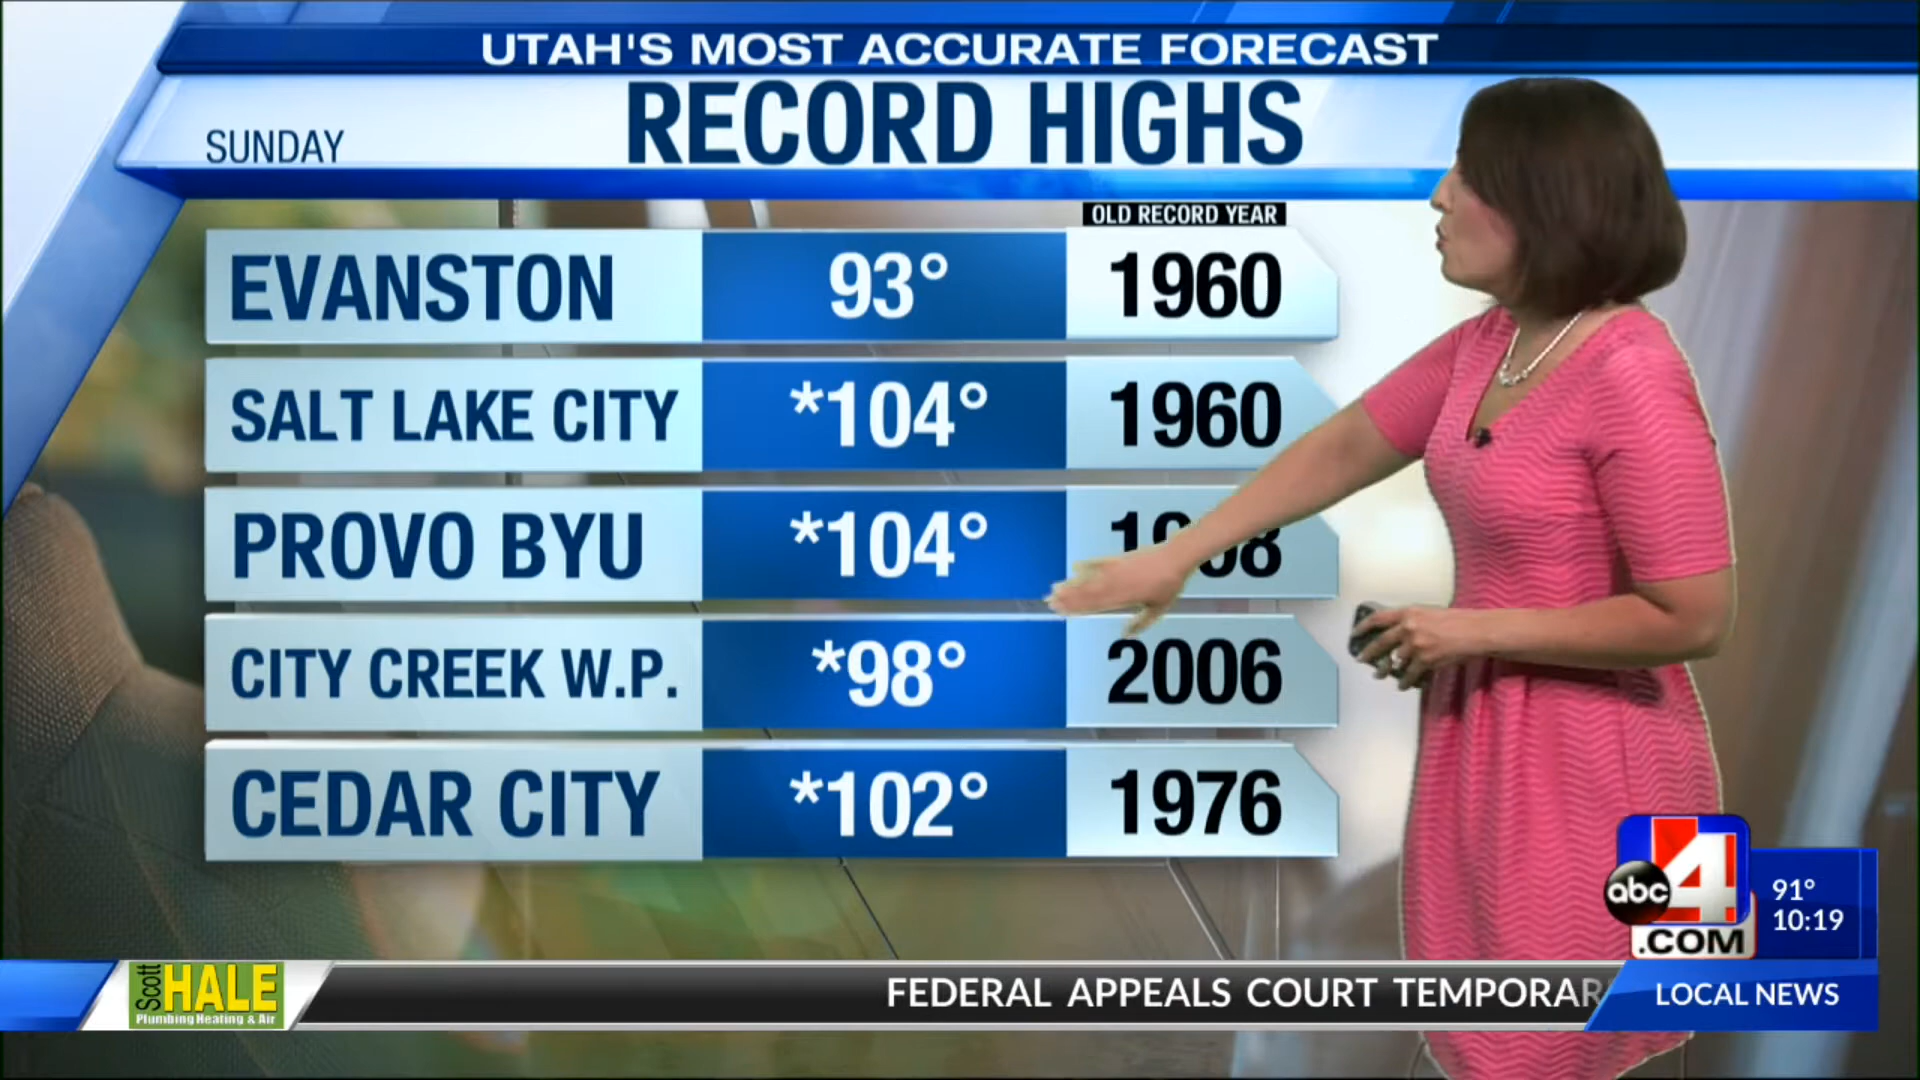 UTAH'S MOST ACCURATE FORECAST
SUNDAY
RECORD HIGHS
OLD RECORD YEAR
EVANSTON 93° 1960
SALT LAKE CITY *104° 1960
PROVO BYU *104°
CITY CREEK W.P. *98° 2006
CEDAR CITY *102° 1976
abc 4
.COM
91°
10:19
Scott HALE
Plumbing Heating & Air
FEDERAL APPEALS COURT TEMPORAR
LOCAL NEWS